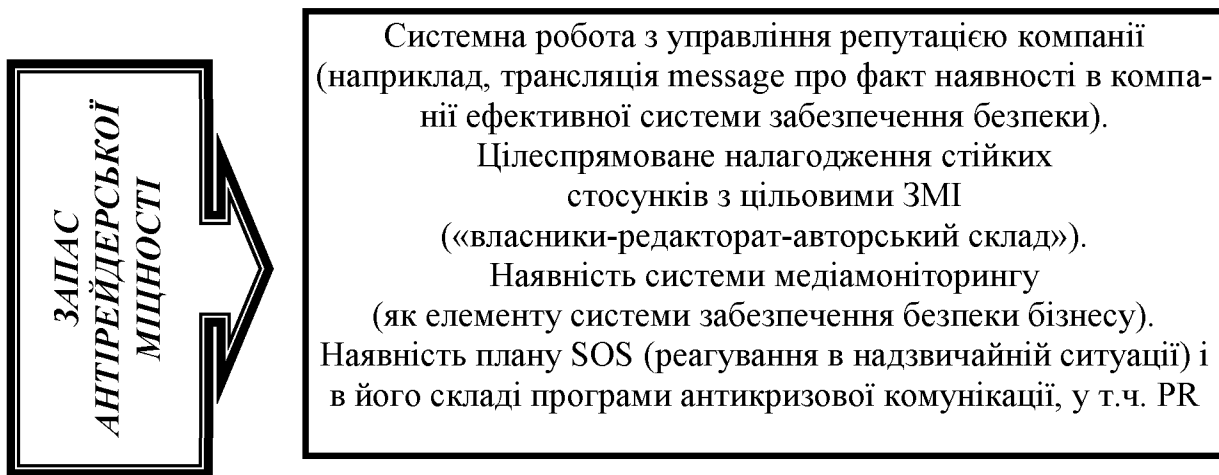 ЗАПАС
АНТІРЕЙДЕРСЬКОЇ
МІЦНОСТІ
Системна робота з управління репутацією компанії
(наприклад, трансляція message про факт наявності в компа-
нії ефективної системи забезпечення безпеки).
Цілеспрямоване налагодження стійких
стосунків з цільовими ЗМІ
(«власники-редакторат-авторський склад»).
Наявність системи медіамоніторингу
(як елементу системи забезпечення безпеки бізнесу).
Наявність плану SOS (реагування в надзвичайній ситуації) і
в його складі програми антикризової комунікації, у т.ч. PR